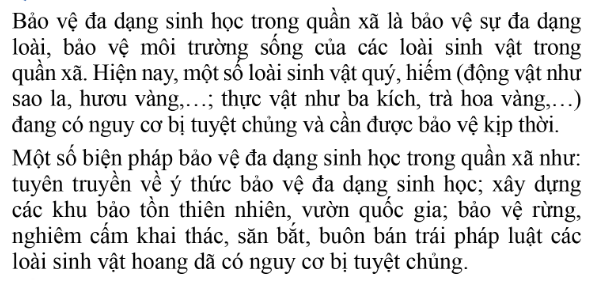 Bảo vệ đa dạng sinh học trong quần xã là bảo vệ sự đa dạng
loài, bảo vệ môi trường sống của các loài sinh vật trong
quần xã. Hiện nay, một số loài sinh vật quý, hiếm (động vật như
sao la, hươu vàng,…; thực vật như ba kích, trà hoa vàng,…)
đang có nguy cơ bị tuyệt chủng và cần được bảo vệ kịp thời.
Một số biện pháp bảo vệ đa dạng sinh học trong quần xã như:
tuyên truyền về ý thức bảo vệ đa dạng sinh học; xây dựng
các khu bảo tồn thiên nhiên, vườn quốc gia; bảo vệ rừng,
nghiêm cấm khai thác, săn bắt, buôn bán trái pháp luật các
loài sinh vật hoang dã có nguy cơ bị tuyệt chủng.